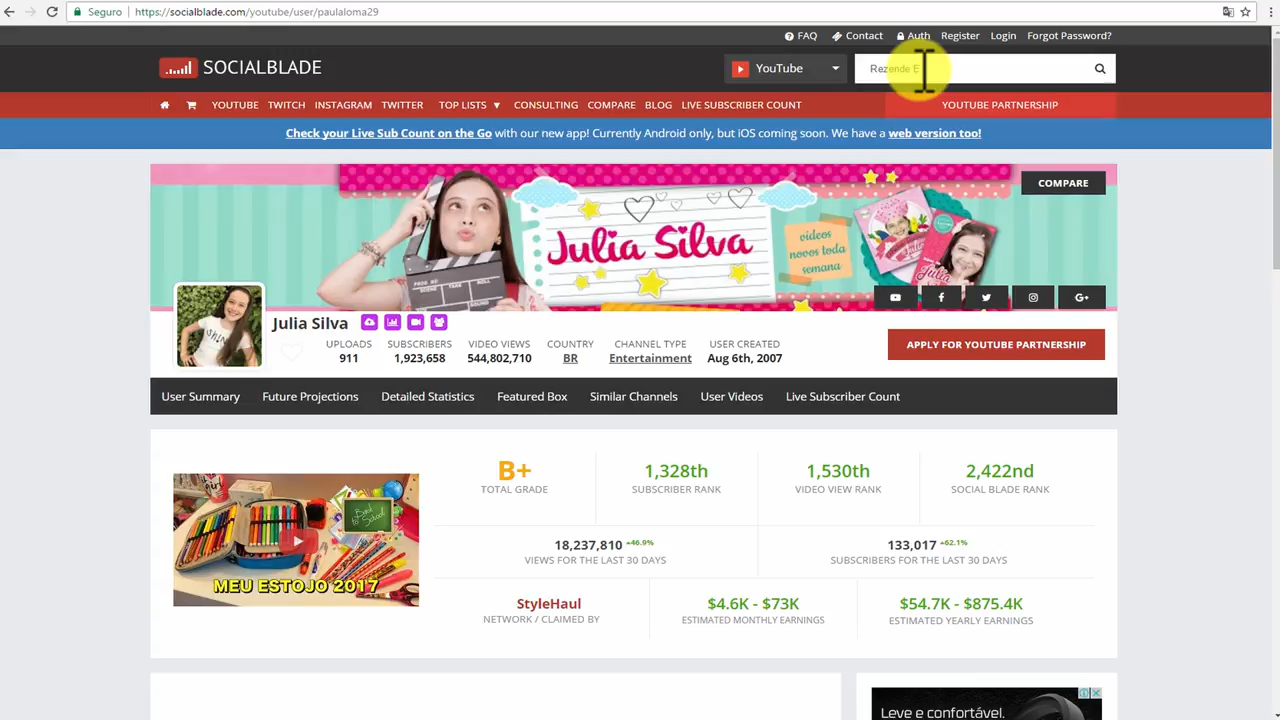 Seguro
https://socialblade.com/youtube/user/paulaloma29
FAQ Contact Auth Register Login Forgot Password?
SOCIALBLADE
YouTube
Rezende E
YOUTUBE TWITCH INSTAGRAM TWITTER TOP LISTS CONSULTING COMPARE BLOG LIVE SUBSCRIBER COUNT YOUTUBE PARTNERSHIP
Check your Live Sub Count on the Go with our new app! Currently Android only, but iOS coming soon. We have a web version too!
COMPARE
Julia Silva
vídeos
novos toda
semana
Julia Silva
UPLOADS SUBSCRIBERS VIDEO VIEWS COUNTRY CHANNEL TYPE USER CREATED
911 1,923,658 544,802,710 BR Entertainment Aug 6th, 2007
APPLY FOR YOUTUBE PARTNERSHIP
User Summary Future Projections Detailed Statistics Featured Box Similar Channels User Videos Live Subscriber Count
B+ 1,328th 1,530th 2,422nd
TOTAL GRADE SUBSCRIBER RANK VIDEO VIEW RANK SOCIAL BLADE RANK
18,237,810 +46.9% 133,017 +62.1%
VIEWS FOR THE LAST 30 DAYS SUBSCRIBERS FOR THE LAST 30 DAYS
StyleHaul $4.6K - $73K $54.7K - $875.4K
NETWORK / CLAIMED BY ESTIMATED MONTHLY EARNINGS ESTIMATED YEARLY EARNINGS
MEU ESTOJO 2017
Leve e confortável.